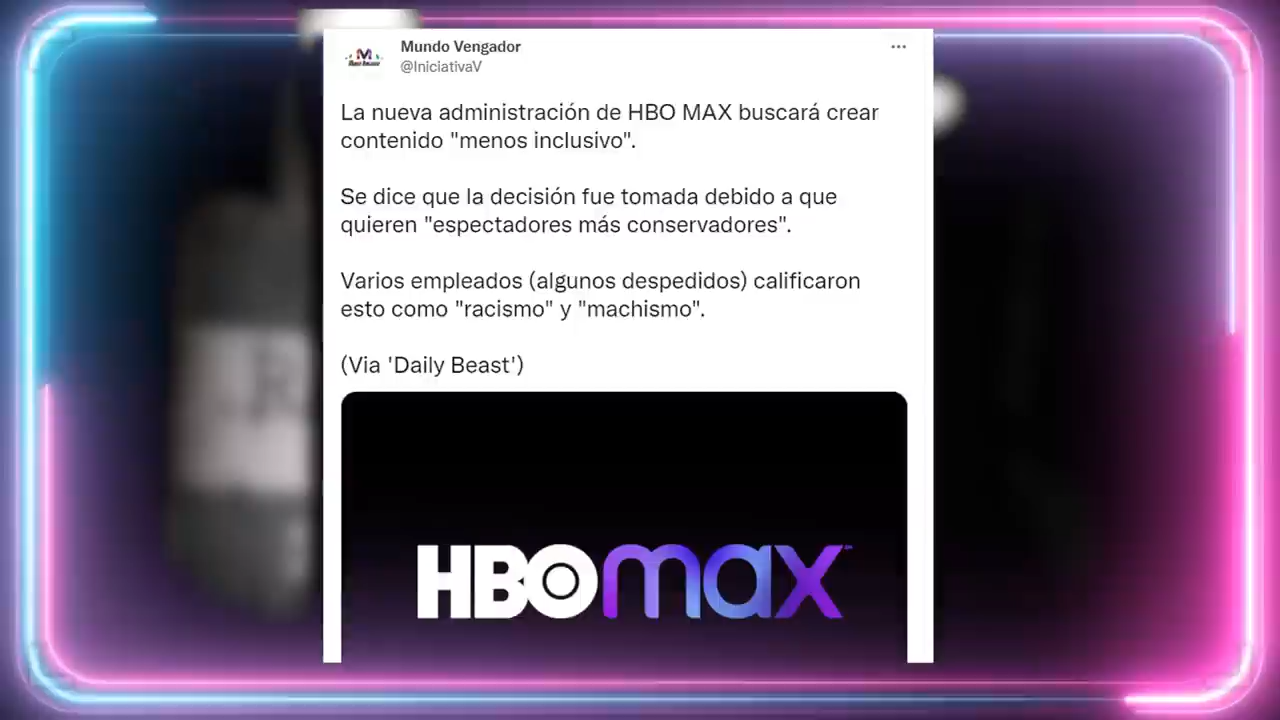 Mundo Vengador
@IniciativaV
La nueva administración de HBO MAX buscará crear
contenido "menos inclusivo".
Se dice que la decisión fue tomada debido a que
quieren "espectadores más conservadores".
Varios empleados (algunos despedidos) calificaron
esto como "racismo" y "machismo".
(Via 'Daily Beast')
HBOmax